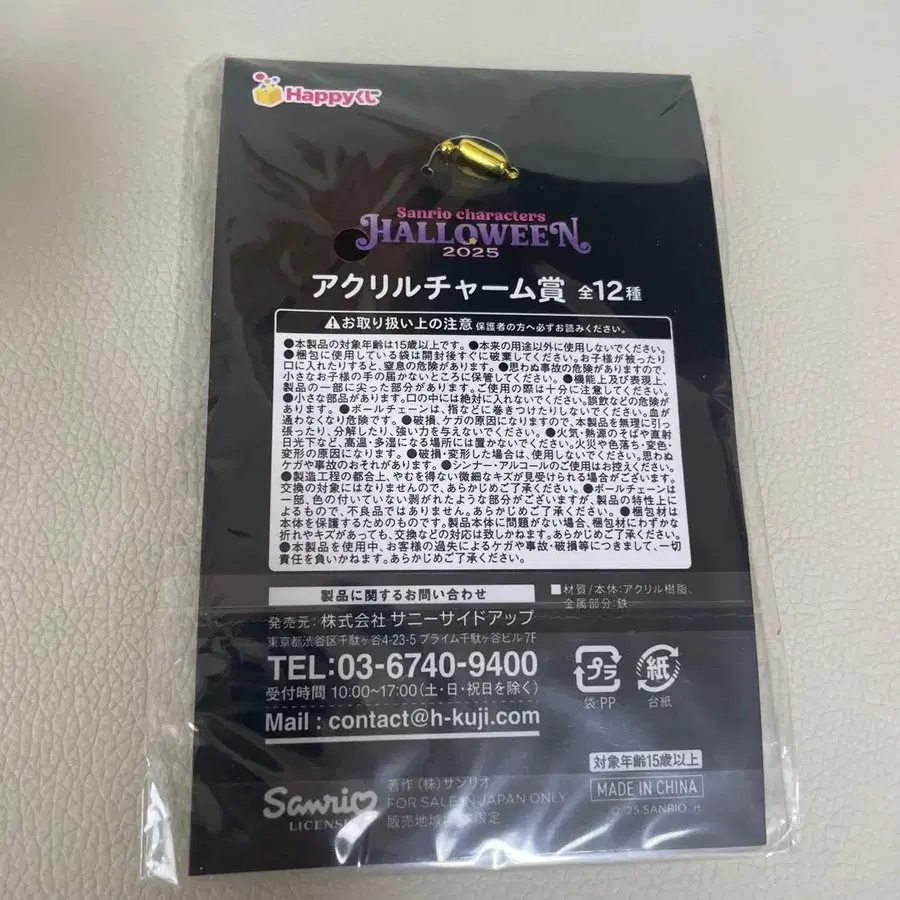 Happyくじ
Sanrio characters
HALLOWEEN
2025
アクリルチャーム賞 全12種
⚠お取り扱い上の注意 保護者の方へ必ずお読みください。
●本製品の対象年齢は15歳以上です。●本来の用途以外に使用しないでください。
●梱包に使用している袋は開封後すぐに破棄してください。お子様が被ったり
口に入れたりすると、窒息の危険があります。●思わぬ事故の危険がありますので、
小さなお子様の手の届かないところに保管してください。●機能上及び表現上、
製品の一部に尖った部分があります。ご使用の際は十分に注意してください。
●小さな部品があります。口の中には絶対に入れないでください。誤飲などの危険が
あります。●ボールチェーンは、指などに巻きつけたりしないでください。血が
通わなくなり危険です。●破損、ケガの原因になりますので、本製品を無理に引っ
張ったり、分解したり、強い力を与えないでください。●火気・熱源のそばや直射
日光下など、高温・多湿になる場所には置かないでください。火災や色落ち・変色・
変形の原因になります。●破損・変形した場合は、使用しないでください。思わぬ
ケガや事故のおそれがあります。●シンナー・アルコールのご使用はお控えください。
●製造工程の都合上、やむを得ない微細なキズが見受けられる場合がございます。
交換の対象にはなりませんので、あらかじめご了承ください。●ボールチェーンは
一部、色の付いていない剥がれたような部分がございますが、製品の特性上に
よるもので、不良品ではありません。あらかじめご了承ください。●梱包材は
本体を保護するためのものです。製品本体に問題がない場合、梱包材にわずかな
折れやキズがあっても、交換などの対応は致しかねます。あらかじめご了承ください。
●本製品を使用中、お客様の過失によるケガや事故・破損等につきまして、一切
責任を負いかねます。あらかじめご了承ください。
製品に関するお問い合わせ
発売元:株式会社 サニーサイドアップ
東京都渋谷区千駄ヶ谷4-23-5 プライム千駄ヶ谷ビル 7F
TEL:03-6740-9400
受付時間 10:00~17:00(土・日・祝日を除く)
Mail : contact@h-kuji.com
■材質/本体:アクリル樹脂、
金属部分:鉄
プラ
袋:PP
紙
台紙
対象年齢15歳以上
MADE IN CHINA
Sanrio
著作(株)サンリオ
FOR SALE IN JAPAN ONLY
販売地域
限定